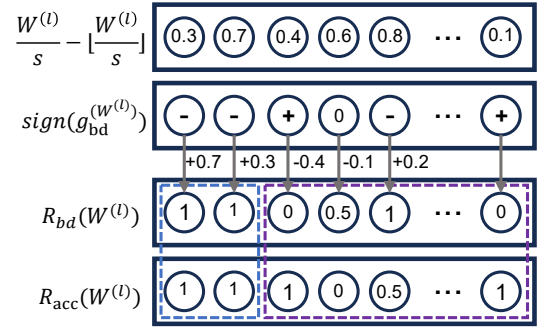 W^(l)/s − ⌊W^(l)/s⌋ 0.3 0.7 0.4 0.6 0.8 ··· 0.1
sign(g_bd^(W^(l))) - - + 0 - ··· +
+0.7 +0.3 -0.4 -0.1 +0.2
R_bd(W^(l)) 1 1 0 0.5 1 ··· 0
R_acc(W^(l)) 1 1 1 0 0.5 ··· 1